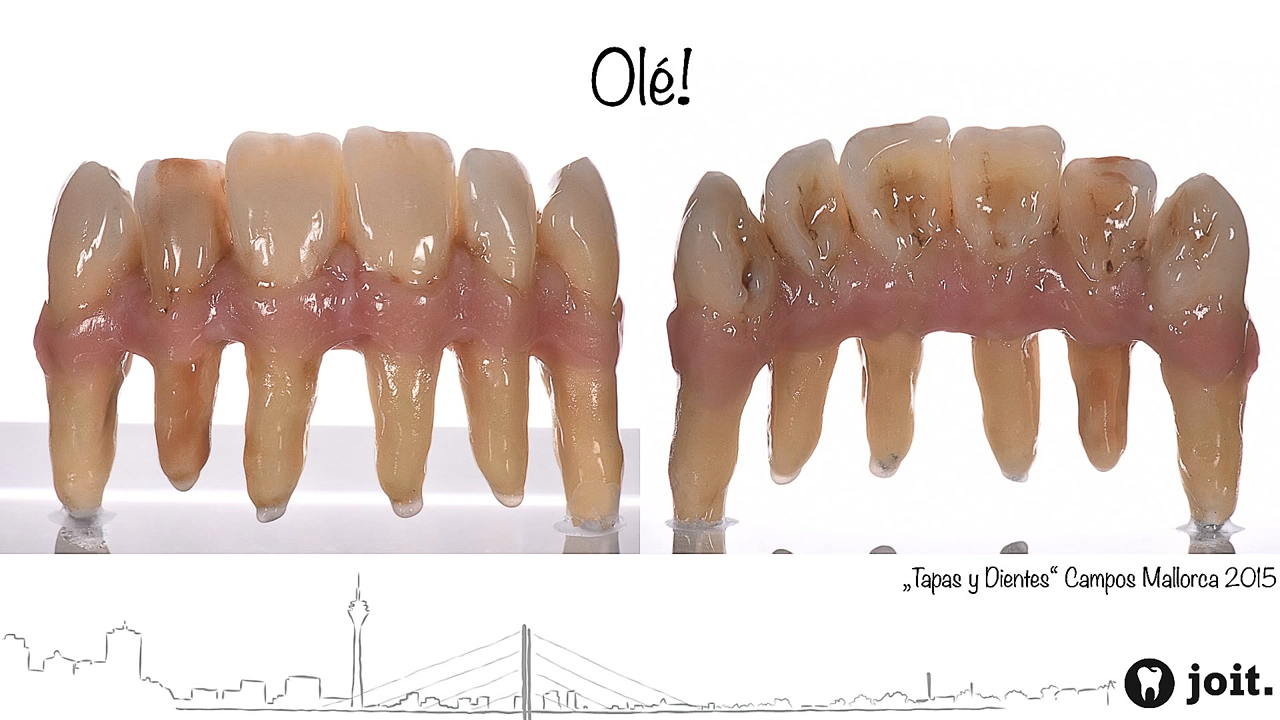 Olé!
„Tapas y Dientes“ Campos Mallorca 2015
joit.